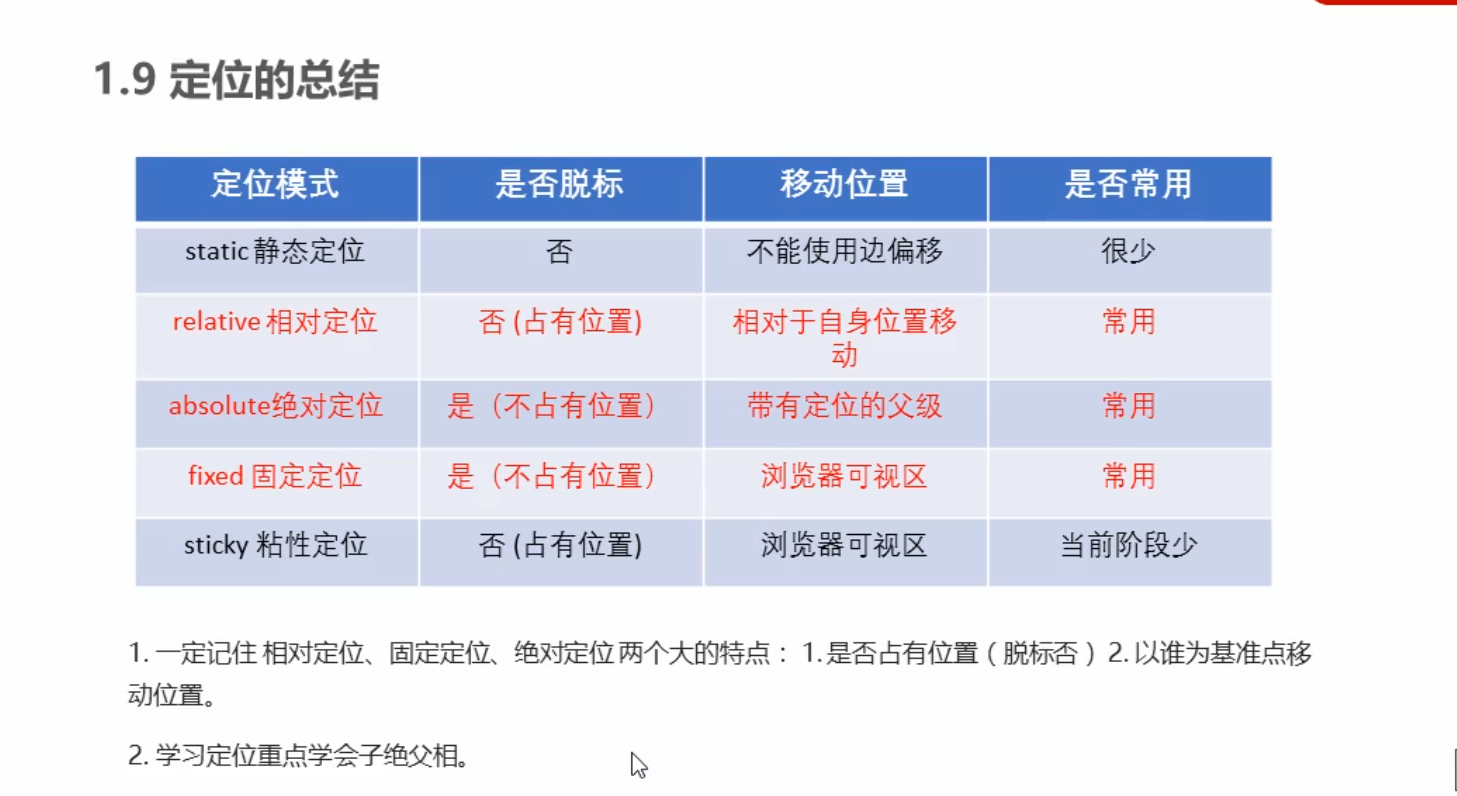 1.9 定位的总结
定位模式 是否脱标 移动位置 是否常用
static 静态定位 否 不能使用边偏移 很少
relative 相对定位 否 (占有位置) 相对于自身位置移动 常用
absolute绝对定位 是（不占有位置） 带有定位的父级 常用
fixed 固定定位 是（不占有位置） 浏览器可视区 常用
sticky 粘性定位 否 (占有位置) 浏览器可视区 当前阶段少
1. 一定记住 相对定位、固定定位、绝对定位 两个大的特点： 1. 是否占有位置（脱标否） 2. 以谁为基准点移
动位置。
2. 学习定位重点学会子绝父相。